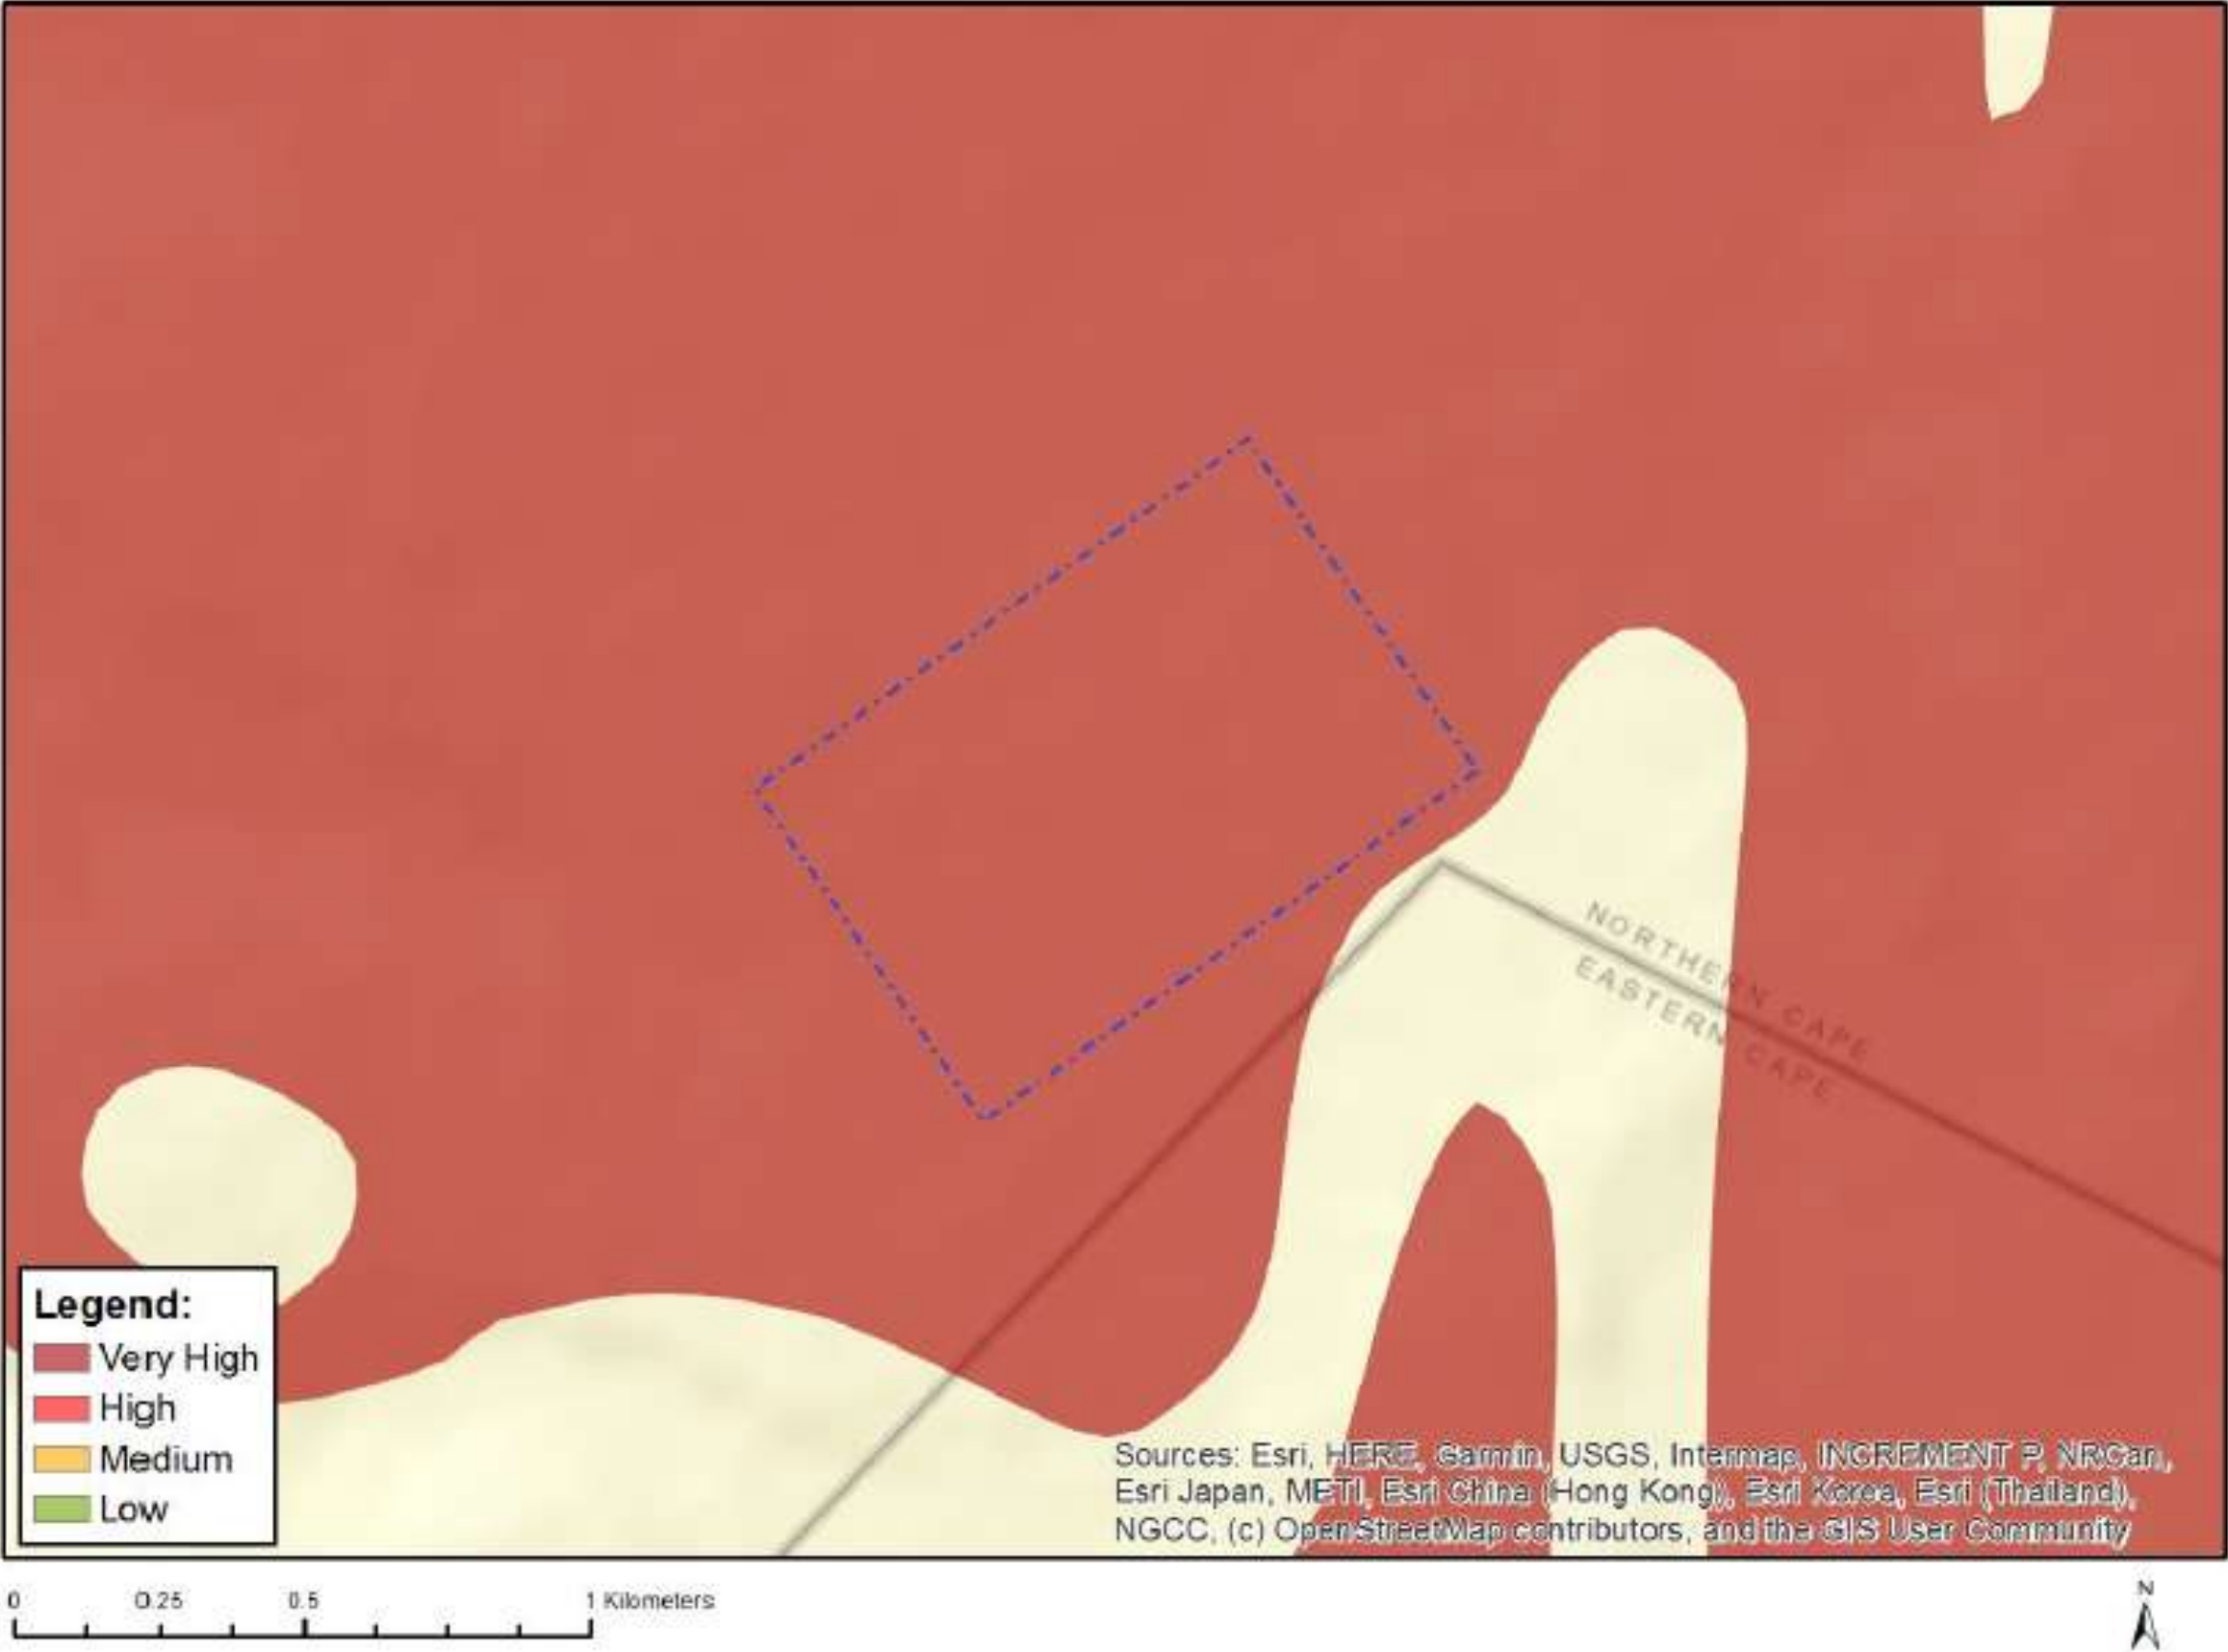 NORTHERN CAPE
EASTERN CAPE
Legend:
Very High
High
Medium
Low
Sources: Esri, HERE, Garmin, USGS, Intermap, INCREMENT P, NRCan,
Esri Japan, METI, Esri China (Hong Kong), Esri Korea, Esri (Thailand),
NGCC, (c) OpenStreetMap contributors, and the GIS User Community
0 0.25 0.5 1 Kilometers
N